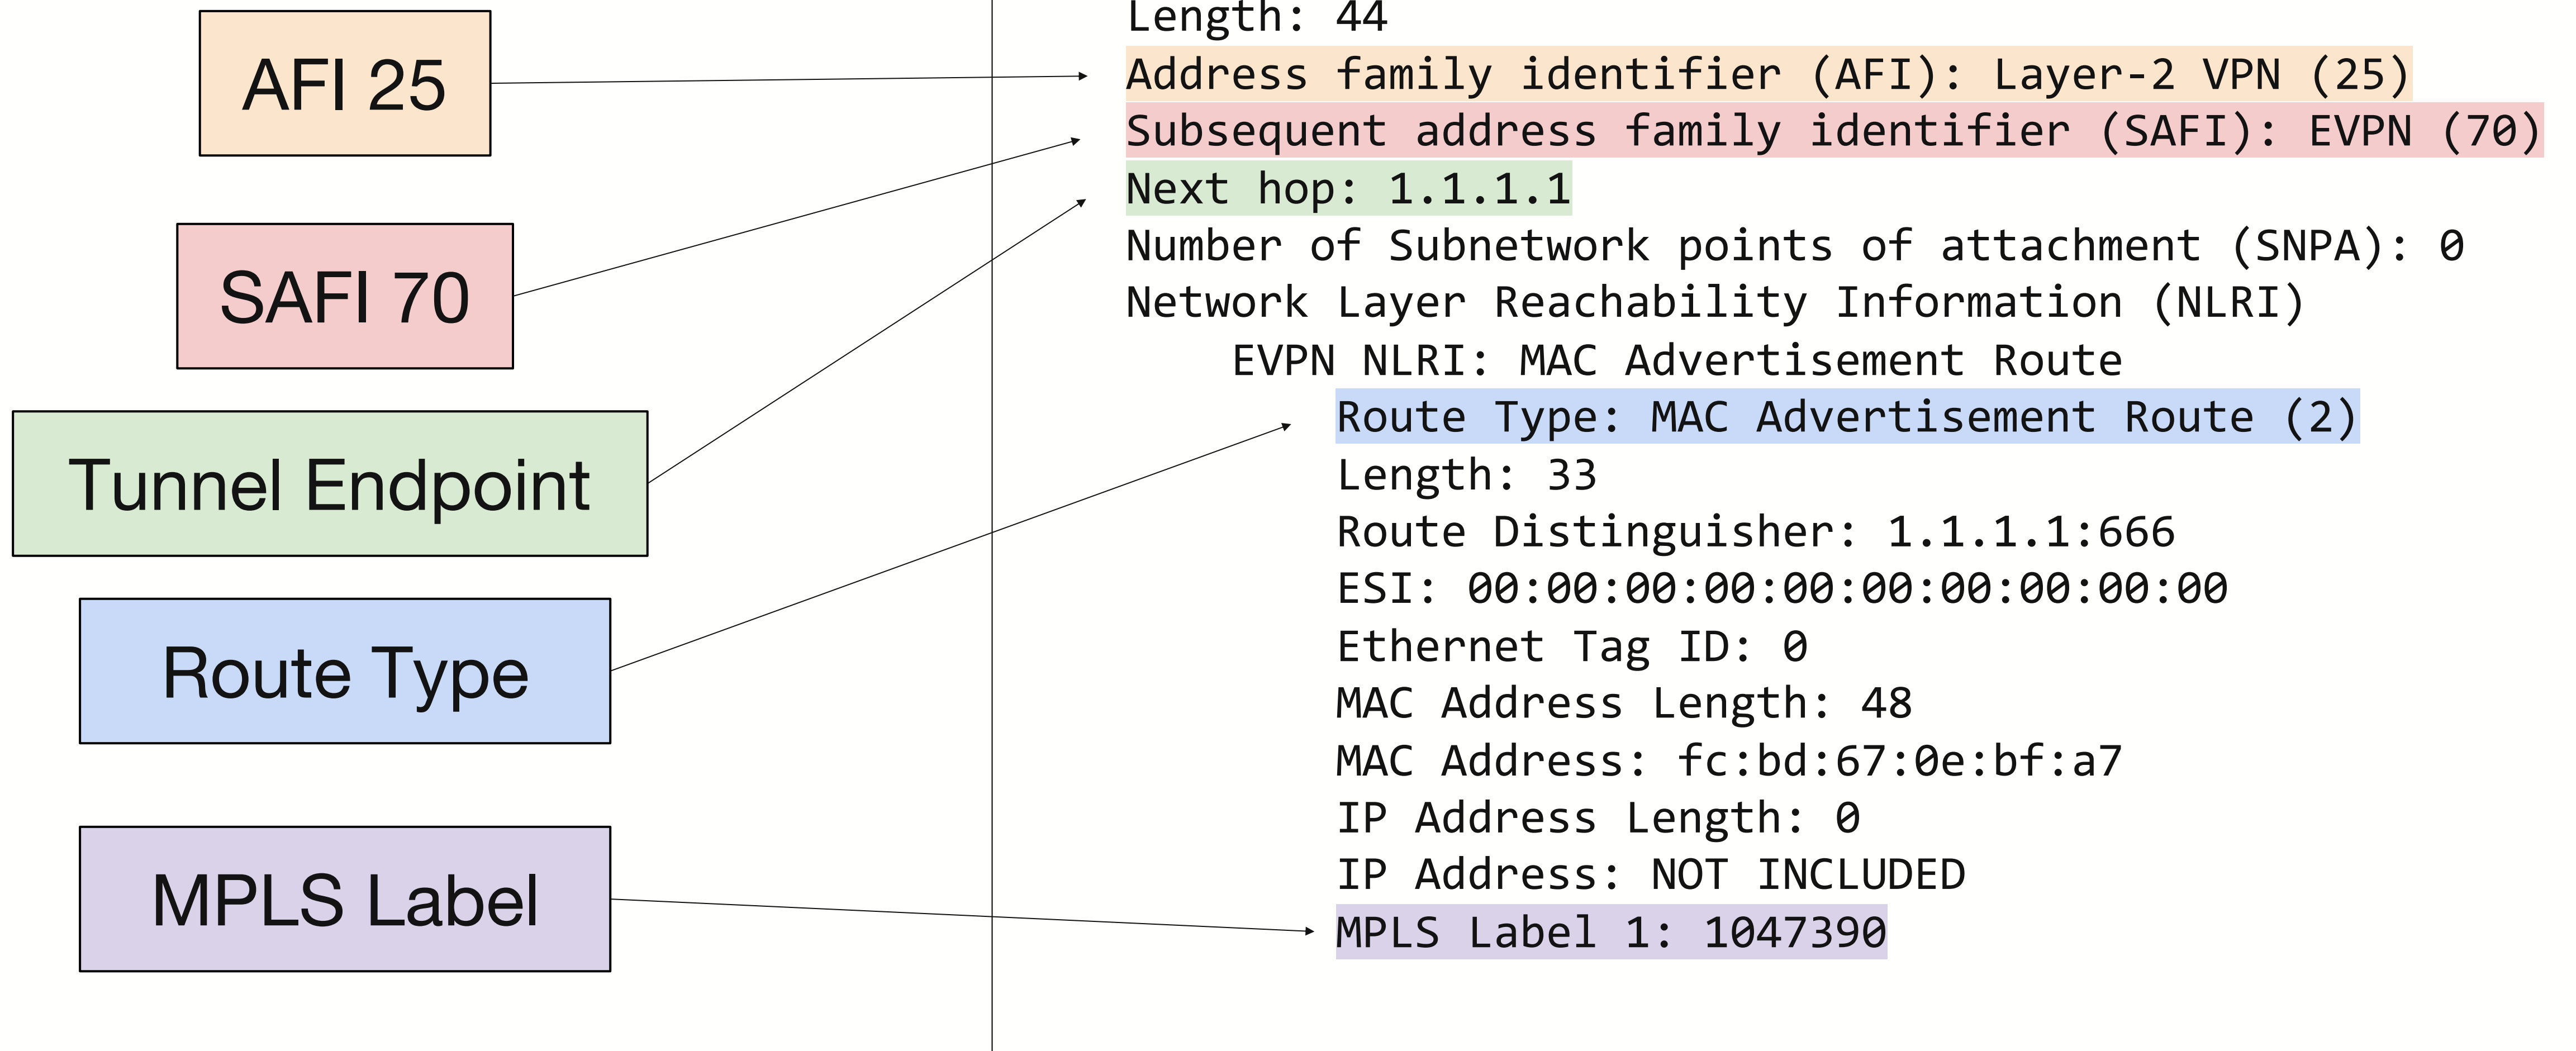 AFI 25
SAFI 70
Tunnel Endpoint
Route Type
MPLS Label
Length: 44
Address family identifier (AFI): Layer-2 VPN (25)
Subsequent address family identifier (SAFI): EVPN (70)
Next hop: 1.1.1.1
Number of Subnetwork points of attachment (SNPA): 0
Network Layer Reachability Information (NLRI)
EVPN NLRI: MAC Advertisement Route
Route Type: MAC Advertisement Route (2)
Length: 33
Route Distinguisher: 1.1.1.1:666
ESI: 00:00:00:00:00:00:00:00:00:00
Ethernet Tag ID: 0
MAC Address Length: 48
MAC Address: fc:bd:67:0e:bf:a7
IP Address Length: 0
IP Address: NOT INCLUDED
MPLS Label 1: 1047390